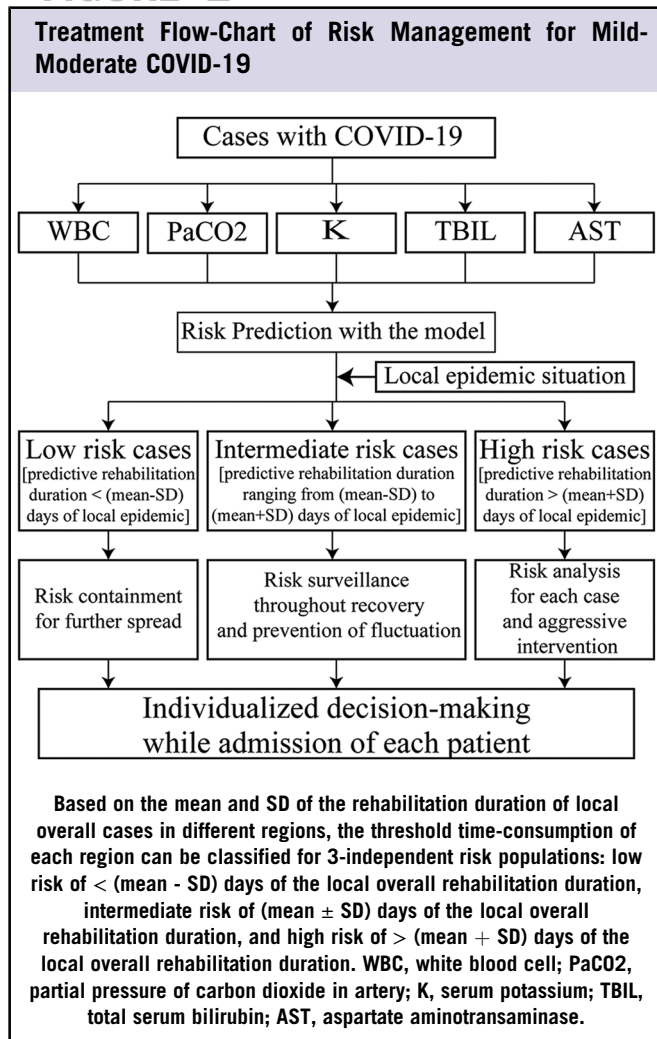 Treatment Flow-Chart of Risk Management for Mild-
Moderate COVID-19
Cases with COVID-19
WBC
PaCO2
K
TBIL
AST
Risk Prediction with the model
Local epidemic situation
Low risk cases
[predictive rehabilitation
duration < (mean-SD)
days of local epidemic]
Intermediate risk cases
[predictive rehabilitation duration
ranging from (mean-SD) to
(mean+SD) days of local epidemic]
High risk cases
[predictive rehabilitation
duration > (mean+SD)
days of local epidemic]
Risk containment
for further spread
Risk surveillance
throughout recovery
and prevention of fluctuation
Risk analysis
for each case
and aggressive
intervention
Individualized decision-making
while admission of each patient
Based on the mean and SD of the rehabilitation duration of local
overall cases in different regions, the threshold time-consumption of
each region can be classified for 3-independent risk populations: low
risk of < (mean - SD) days of the local overall rehabilitation duration,
intermediate risk of (mean ± SD) days of the local overall
rehabilitation duration, and high risk of > (mean + SD) days of the
local overall rehabilitation duration. WBC, white blood cell; PaCO2,
partial pressure of carbon dioxide in artery; K, serum potassium; TBIL,
total serum bilirubin; AST, aspartate aminotransaminase.